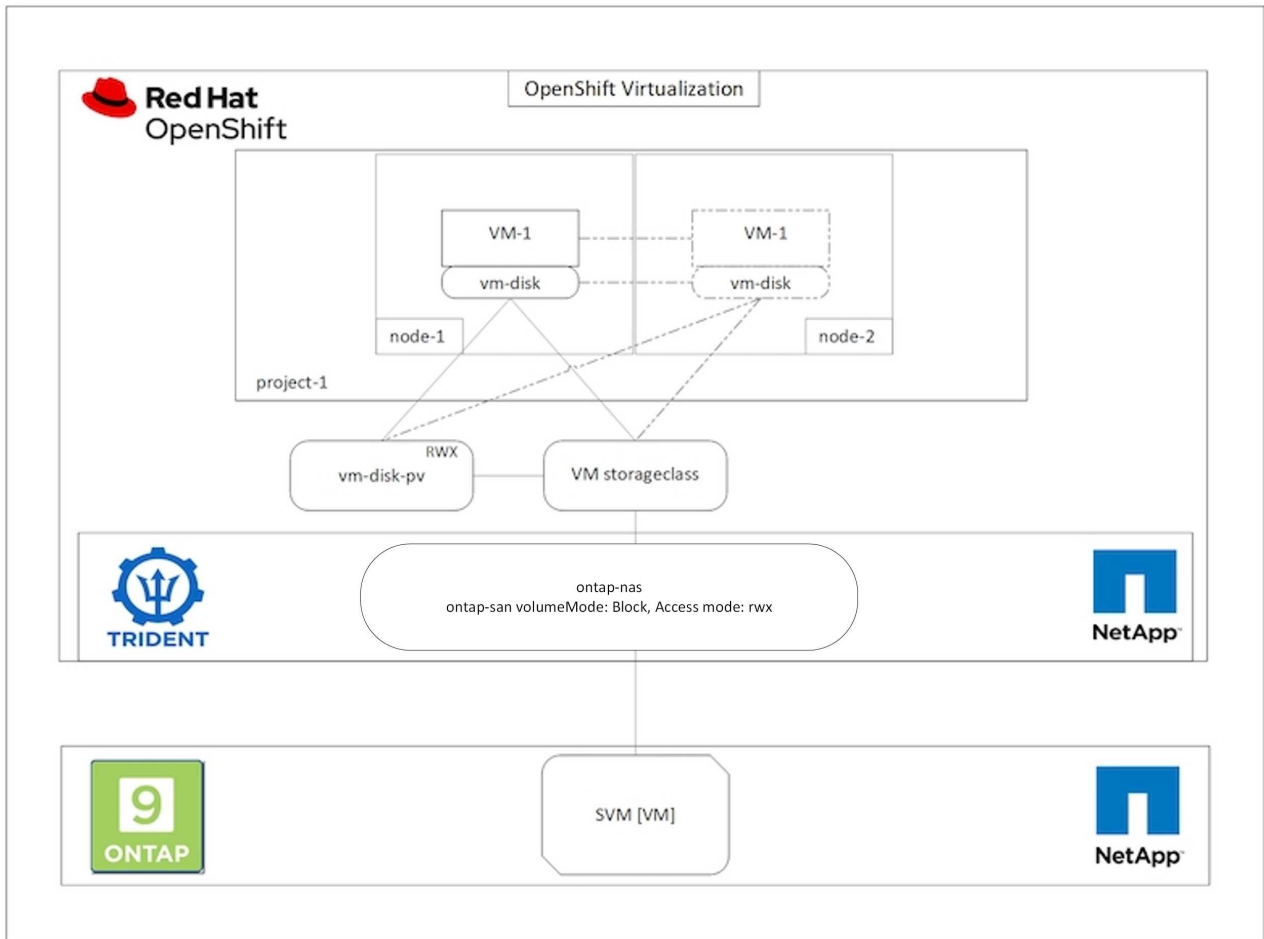 OpenShift Virtualization
Red Hat
OpenShift
VM-1
VM-1
vm-disk
vm-disk
node-1
node-2
project-1
RWX
vm-disk-pv
VM storageclass
ontap-nas
ontap-san volumeMode: Block, Access mode: rwx
TRIDENT
NetApp™
9
ONTAP
SVM [VM]
NetApp™